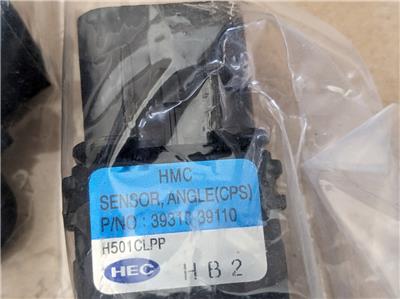 HMC
SENSOR, ANGLE(CPS)
P/NO : 39318-39110
H501CLPP
HEC HB2